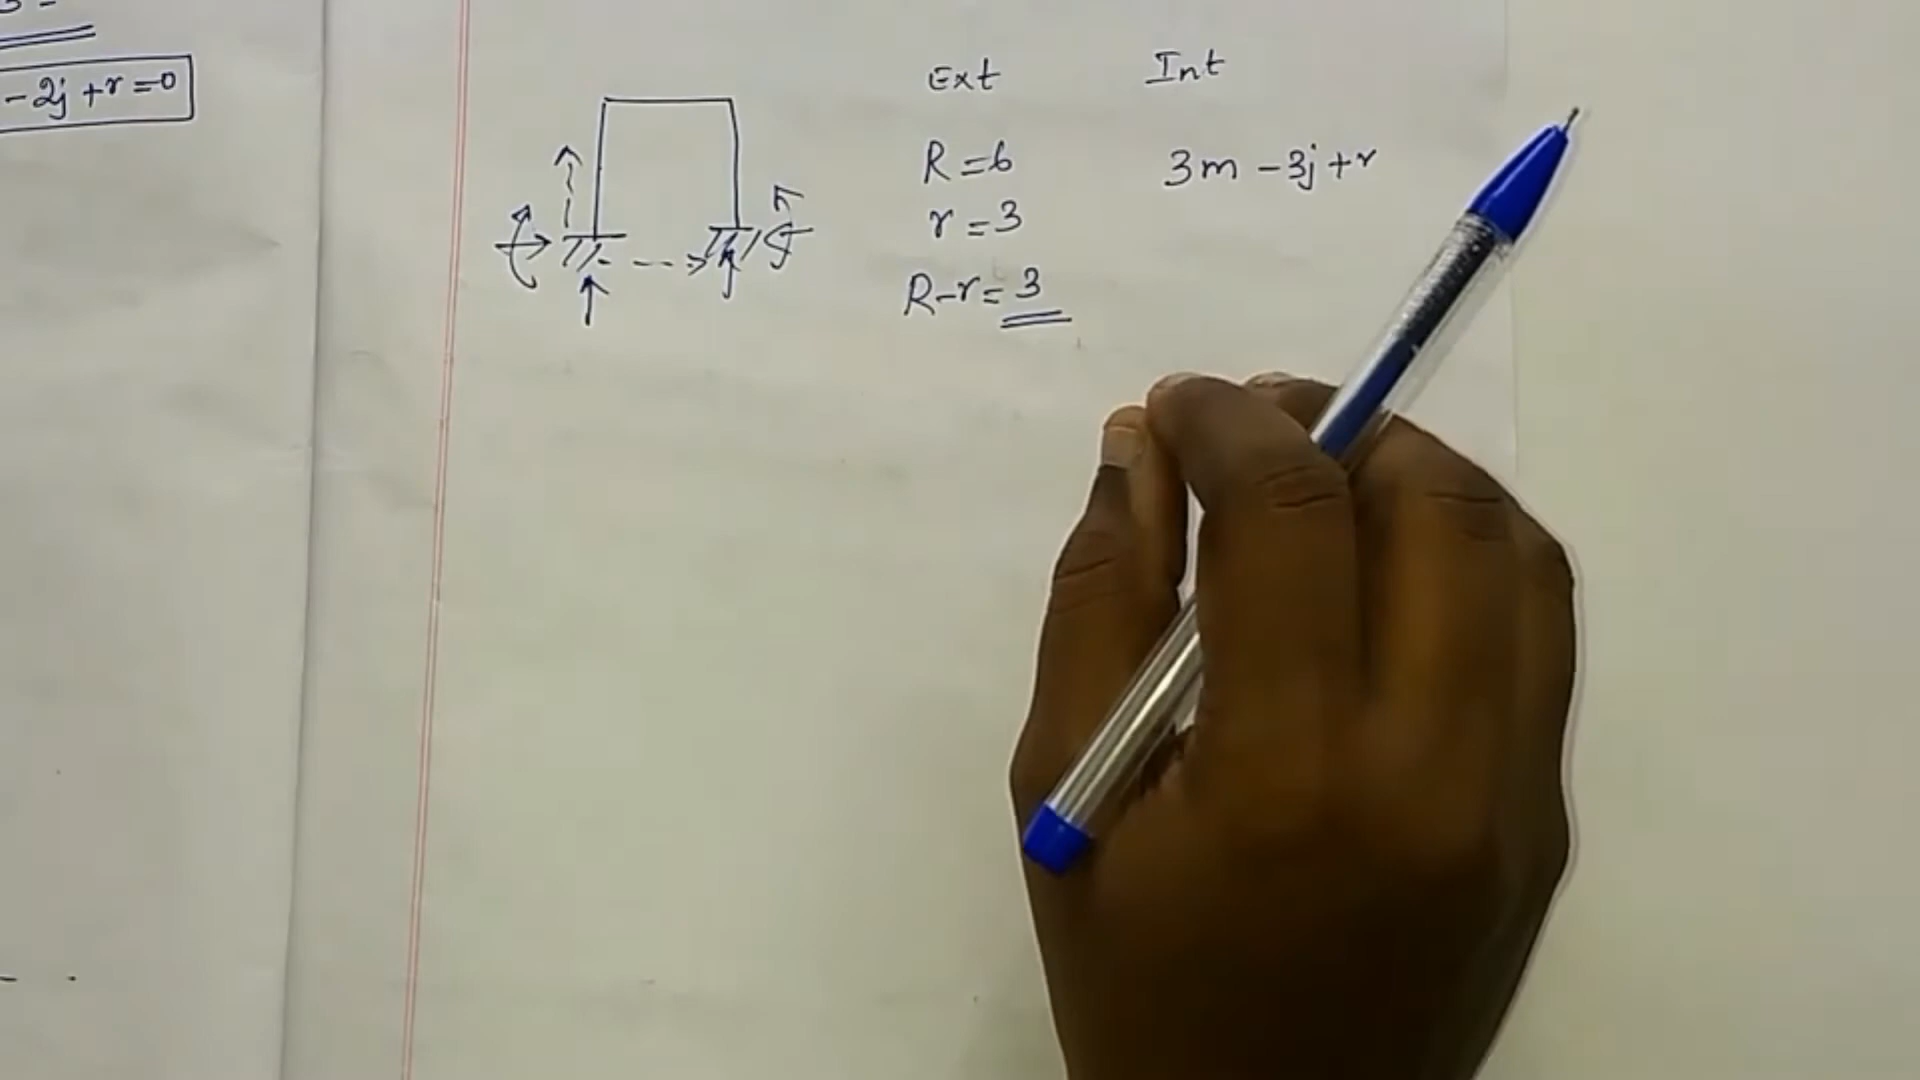 - 2j + r = 0
Ext Int
R = 6 3m - 3j + r
r = 3
R - r = 3